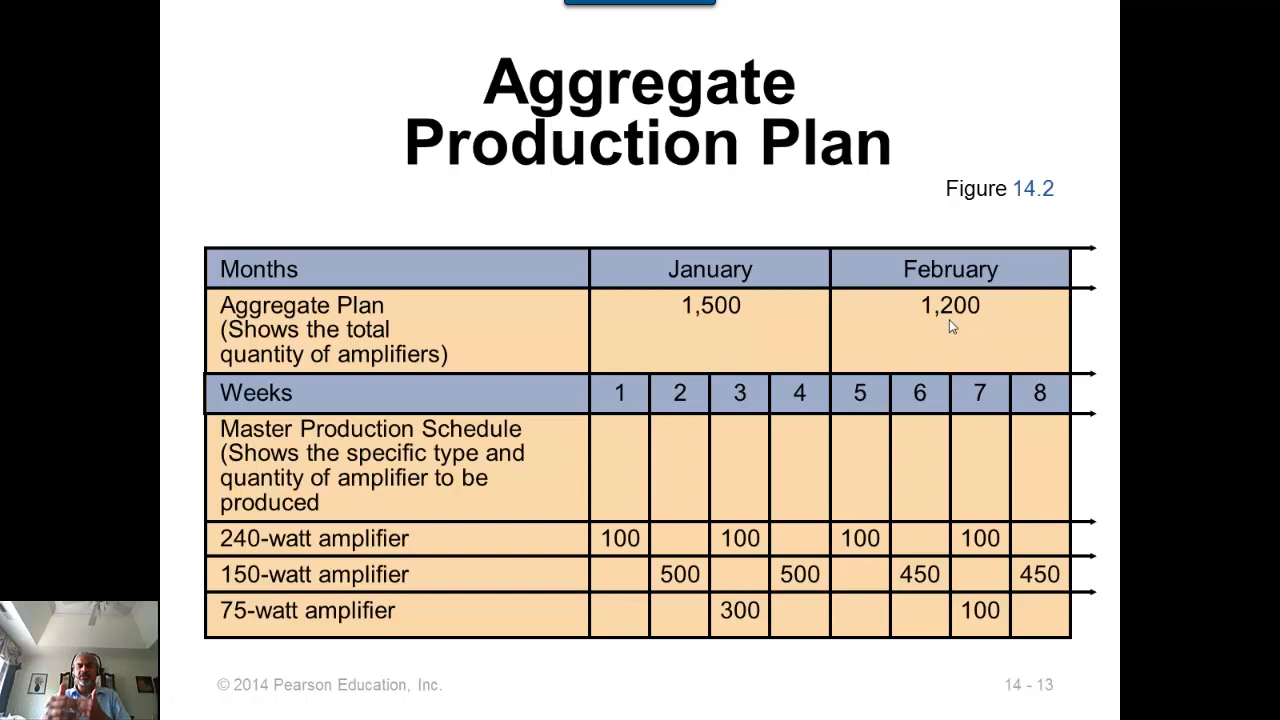 Aggregate
Production Plan
Figure 14.2
Months January February
Aggregate Plan 1,500 1,200
(Shows the total
quantity of amplifiers)
Weeks 1 2 3 4 5 6 7 8
Master Production Schedule
(Shows the specific type and
quantity of amplifier to be
produced
240-watt amplifier 100 100 100 100
150-watt amplifier 500 500 450 450
75-watt amplifier 300 100
© 2014 Pearson Education, Inc. 14 - 13